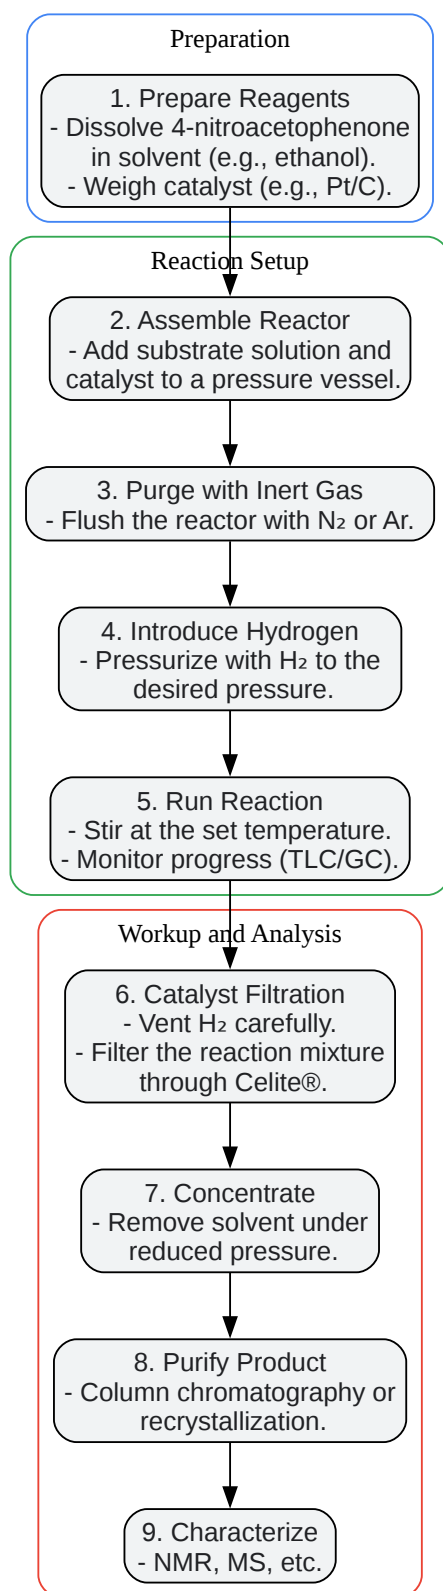 Preparation
1. Prepare Reagents
- Dissolve 4-nitroacetophenone
in solvent (e.g., ethanol).
- Weigh catalyst (e.g., Pt/C).
Reaction Setup
2. Assemble Reactor
- Add substrate solution and
catalyst to a pressure vessel.
3. Purge with Inert Gas
- Flush the reactor with N₂ or Ar.
4. Introduce Hydrogen
- Pressurize with H₂ to the
desired pressure.
5. Run Reaction
- Stir at the set temperature.
- Monitor progress (TLC/GC).
Workup and Analysis
6. Catalyst Filtration
- Vent H₂ carefully.
- Filter the reaction mixture
through Celite®.
7. Concentrate
- Remove solvent under
reduced pressure.
8. Purify Product
- Column chromatography or
recrystallization.
9. Characterize
- NMR, MS, etc.